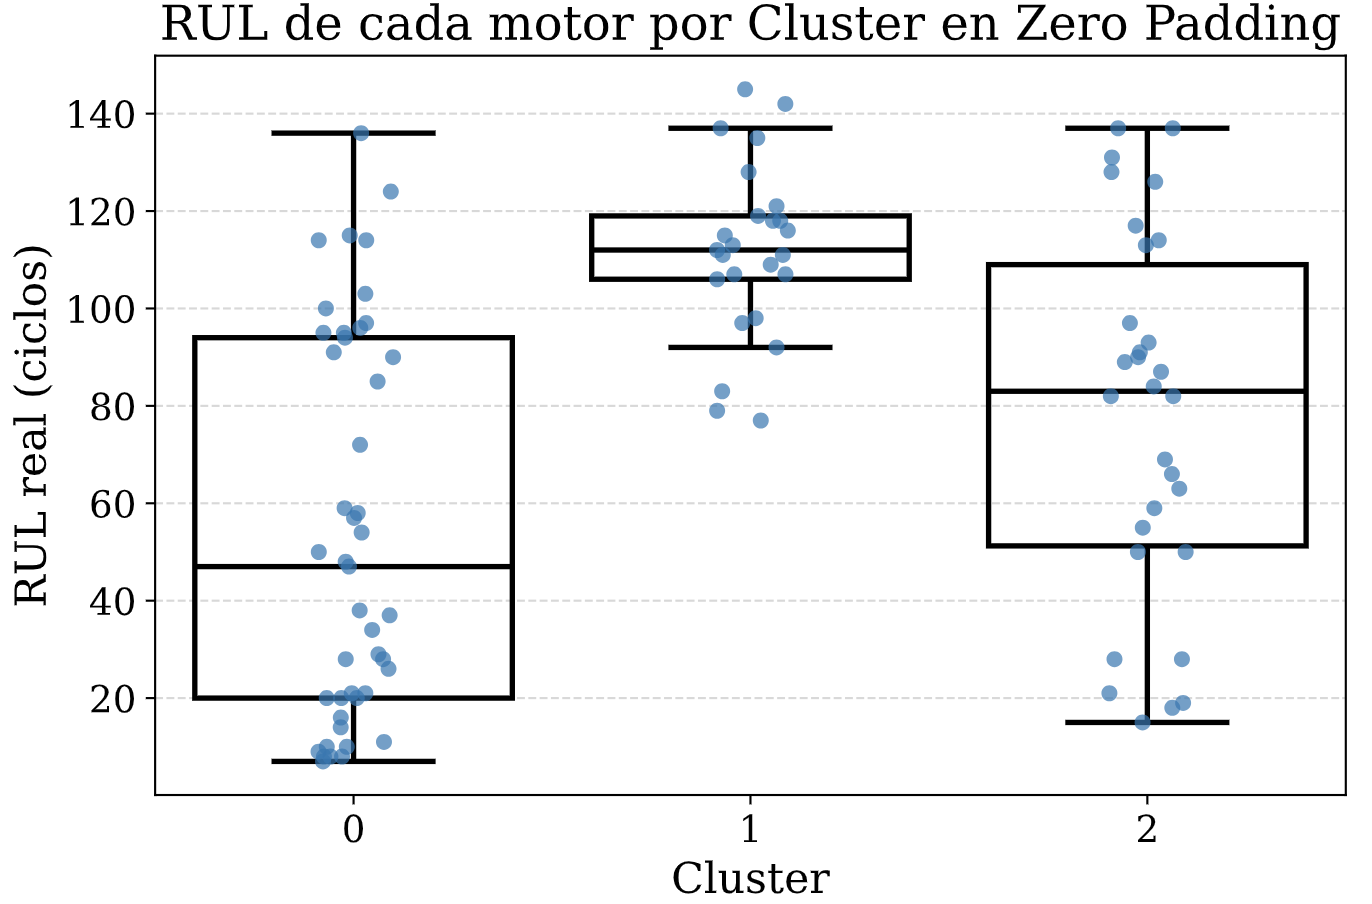 RUL de cada motor por Cluster en Zero Padding
RUL real (ciclos)
140
120
100
80
60
40
20
0 1 2
Cluster